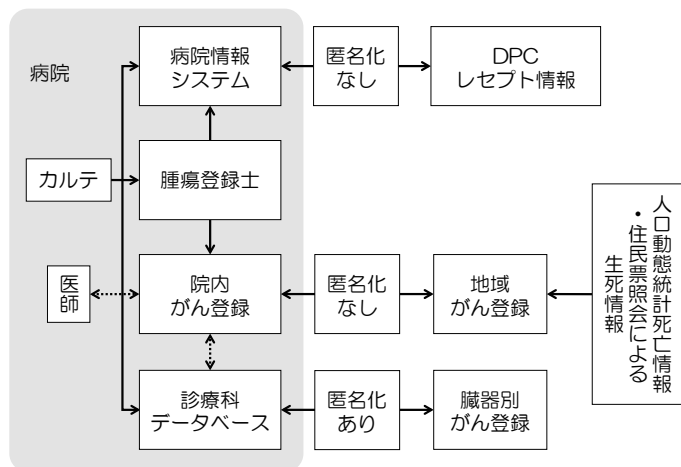 病院
病院情報
システム
匿名化
なし
DPC
レセプト情報
カルテ
腫瘍登録士
医師
院内
がん登録
匿名化
なし
地域
がん登録
人口動態統計死亡情報
・住民票照会による
生死情報
診療科
データベース
匿名化
あり
臓器別
がん登録